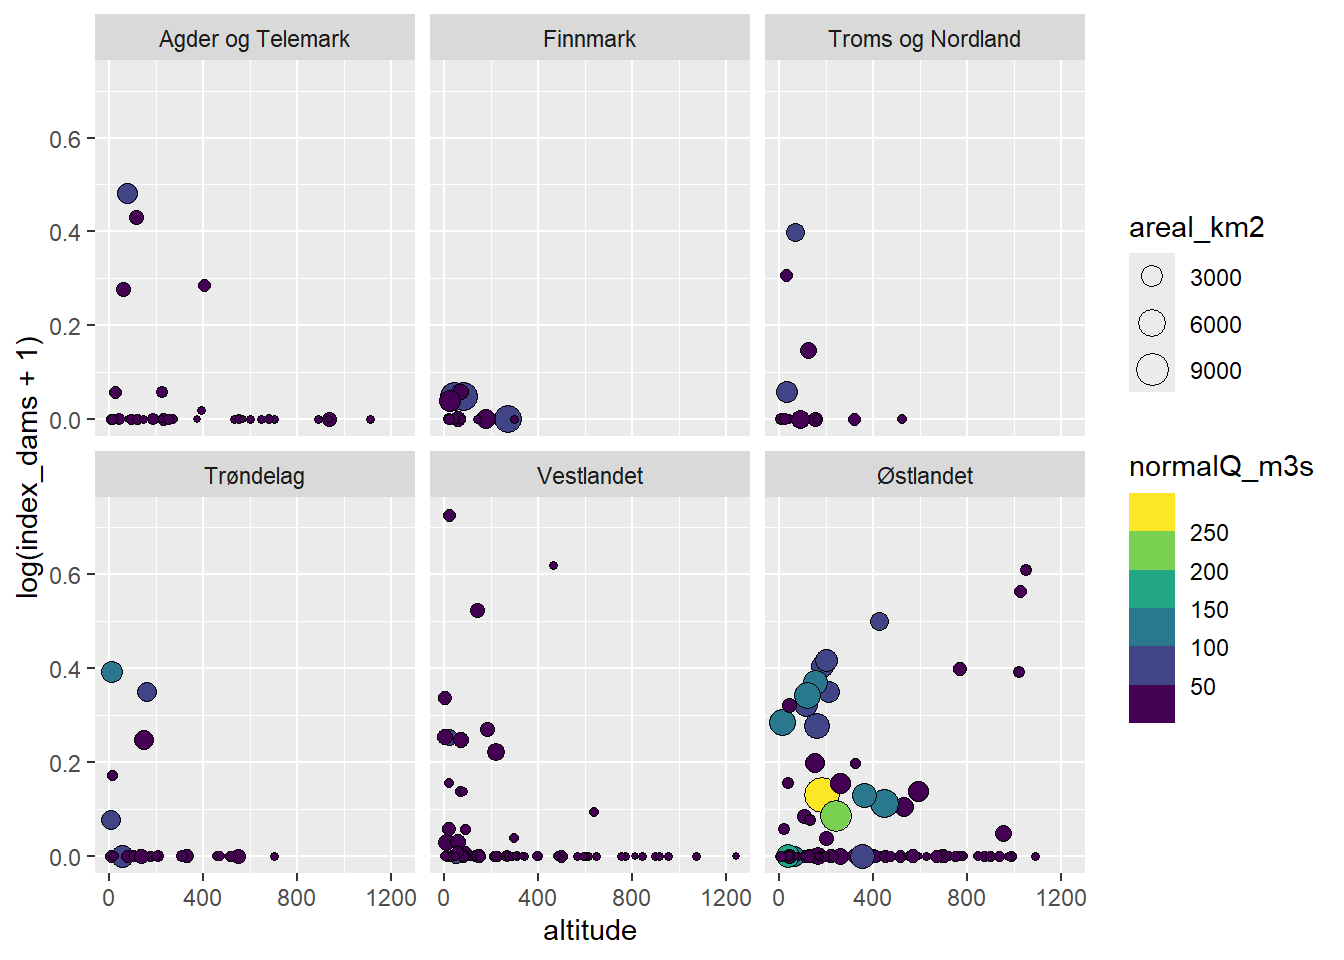 Agder og Telemark
Finnmark
Troms og Nordland
0.6
0.4
0.2
0.0
Trøndelag
Vestlandet
Østlandet
0.6
0.4
0.2
0.0
0 400 800 1200
0 400 800 1200
0 400 800 1200
altitude
log(index_dams + 1)
areal_km2
3000
6000
9000
normalQ_m3s
250
200
150
100
50